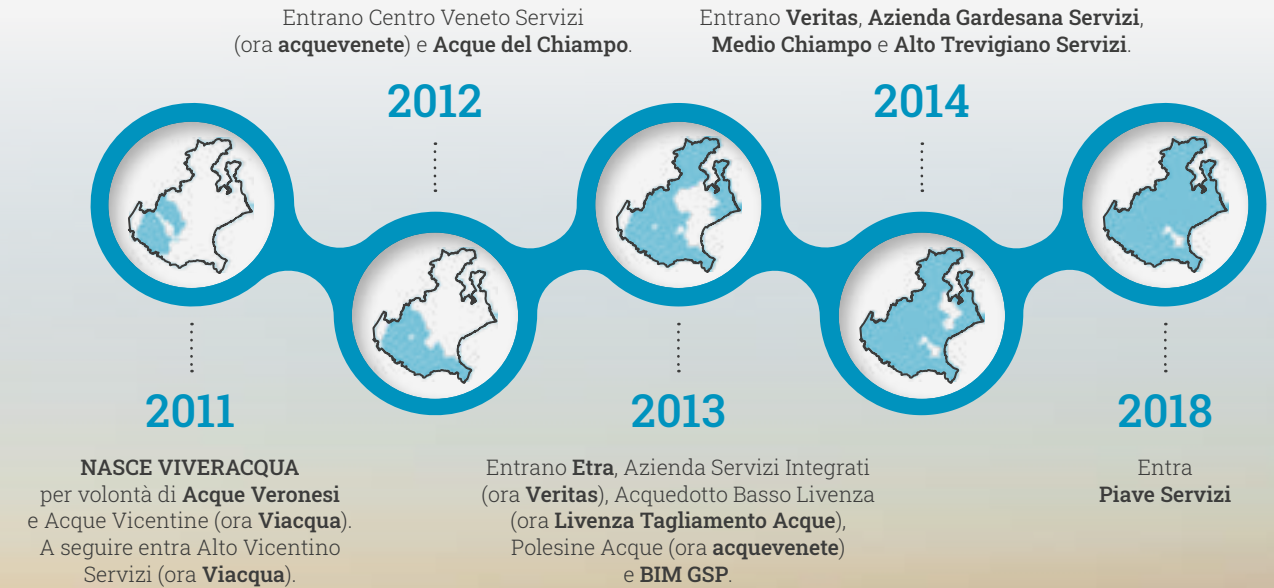 Entrano Centro Veneto Servizi
(ora acquevenete) e Acque del Chiampo.
2012
Entrano Veritas, Azienda Gardesana Servizi,
Medio Chiampo e Alto Trevigiano Servizi.
2014
2011
NASCE VIVERACQUA
per volontà di Acque Veronesi
e Acque Vicentine (ora Viacqua).
A seguire entra Alto Vicentino
Servizi (ora Viacqua).
2013
Entrano Etra, Azienda Servizi Integrati
(ora Veritas), Acquedotto Basso Livenza
(ora Livenza Tagliamento Acque),
Polesine Acque (ora acquevenete)
e BIM GSP.
2018
Entra
Piave Servizi